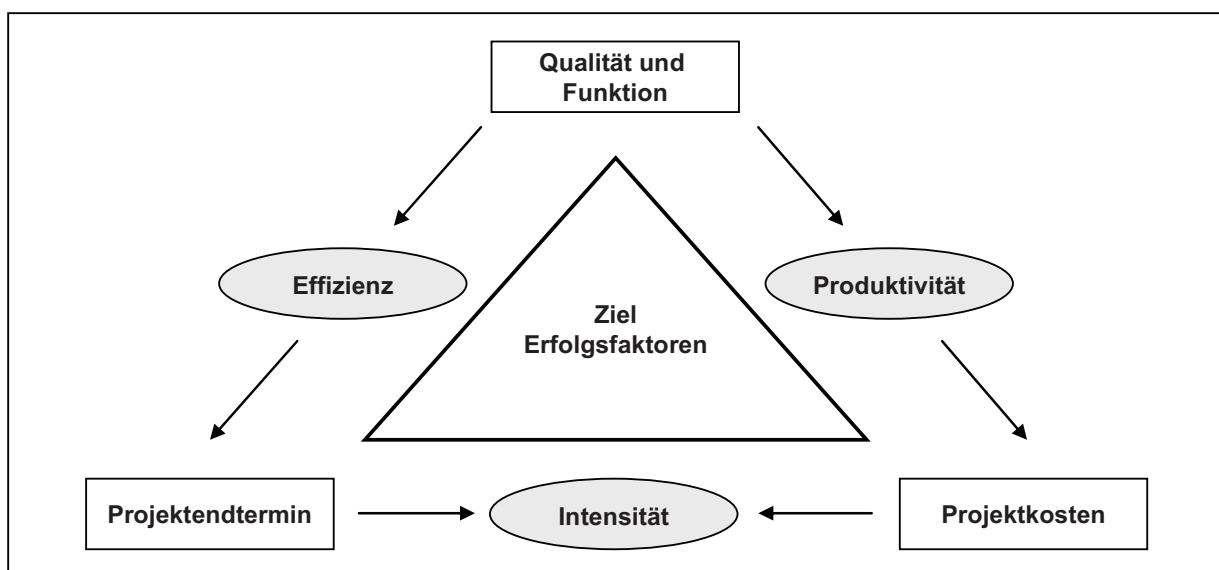 Qualität und
Funktion
Effizienz
Produktivität
Ziel
Erfolgsfaktoren
Projektendtermin
Intensität
Projektkosten